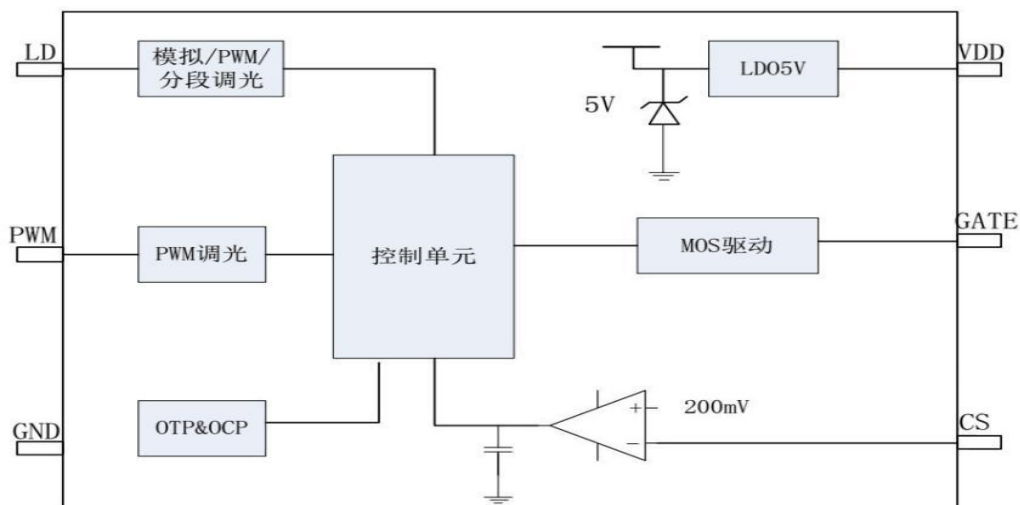 LD
模拟/PWM/
分段调光
LDO5V
VDD
5V
PWM
PWM调光
控制单元
MOS驱动
GATE
GND
OTP&OCP
+
−
200mV
CS